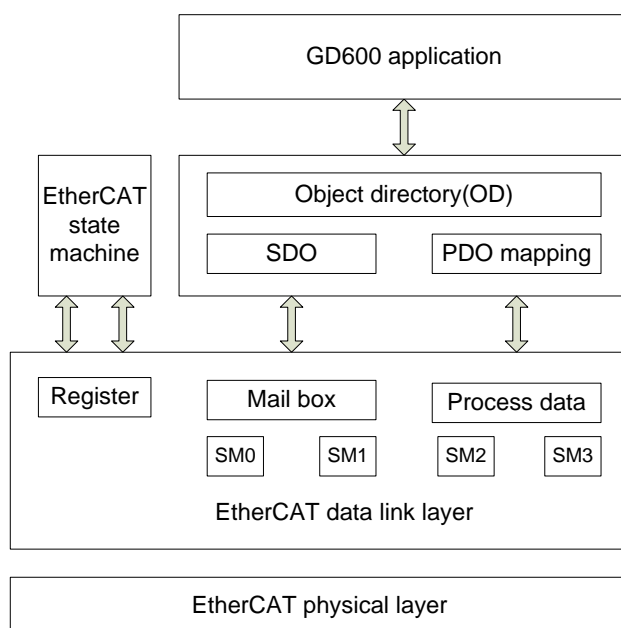 GD600 application
EtherCAT
state
machine
Object directory(OD)
SDO
PDO mapping
Register
Mail box
Process data
SM0
SM1
SM2
SM3
EtherCAT data link layer
EtherCAT physical layer